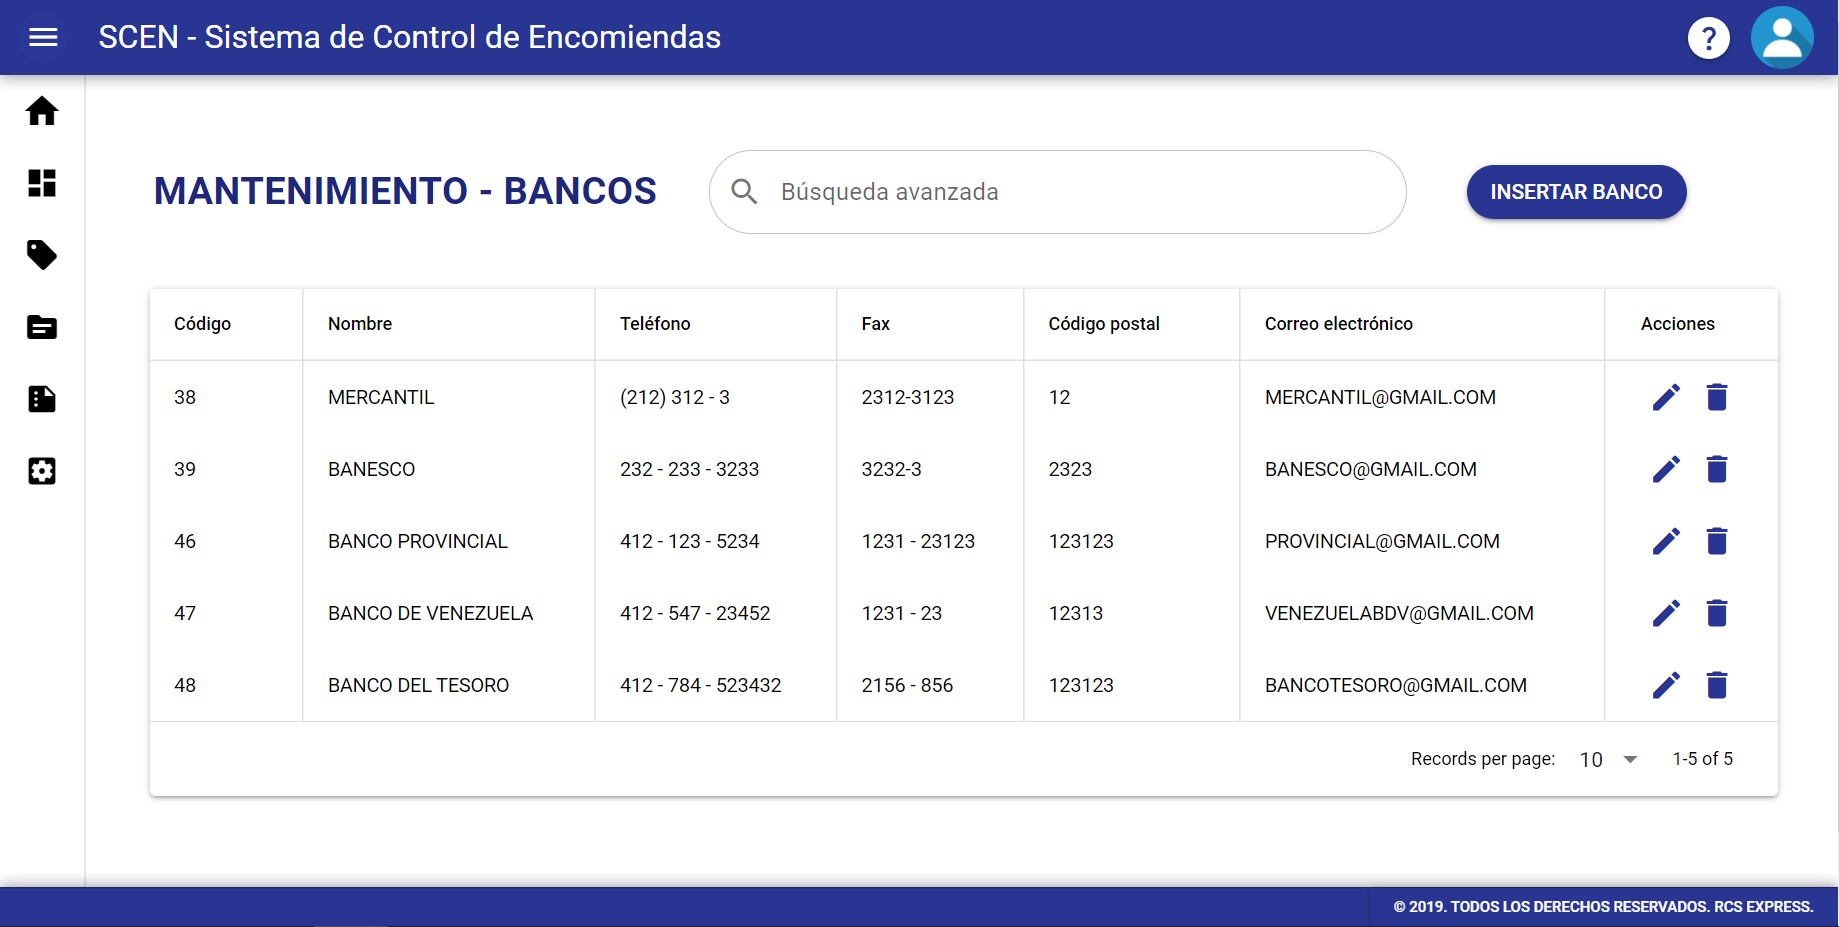 SCEN - Sistema de Control de Encomiendas ?
MANTENIMIENTO - BANCOS Búsqueda avanzada INSERTAR BANCO
Código Nombre Teléfono Fax Código postal Correo electrónico Acciones
38 MERCANTIL (212) 312 - 3 2312-3123 12 MERCANTIL@GMAIL.COM
39 BANESCO 232 - 233 - 3233 3232-3 2323 BANESCO@GMAIL.COM
46 BANCO PROVINCIAL 412 - 123 - 5234 1231 - 23123 123123 PROVINCIAL@GMAIL.COM
47 BANCO DE VENEZUELA 412 - 547 - 23452 1231 - 23 12313 VENEZUELABDV@GMAIL.COM
48 BANCO DEL TESORO 412 - 784 - 523432 2156 - 856 123123 BANCOTESORO@GMAIL.COM
Records per page: 10 1-5 of 5
© 2019. TODOS LOS DERECHOS RESERVADOS. RCS EXPRESS.